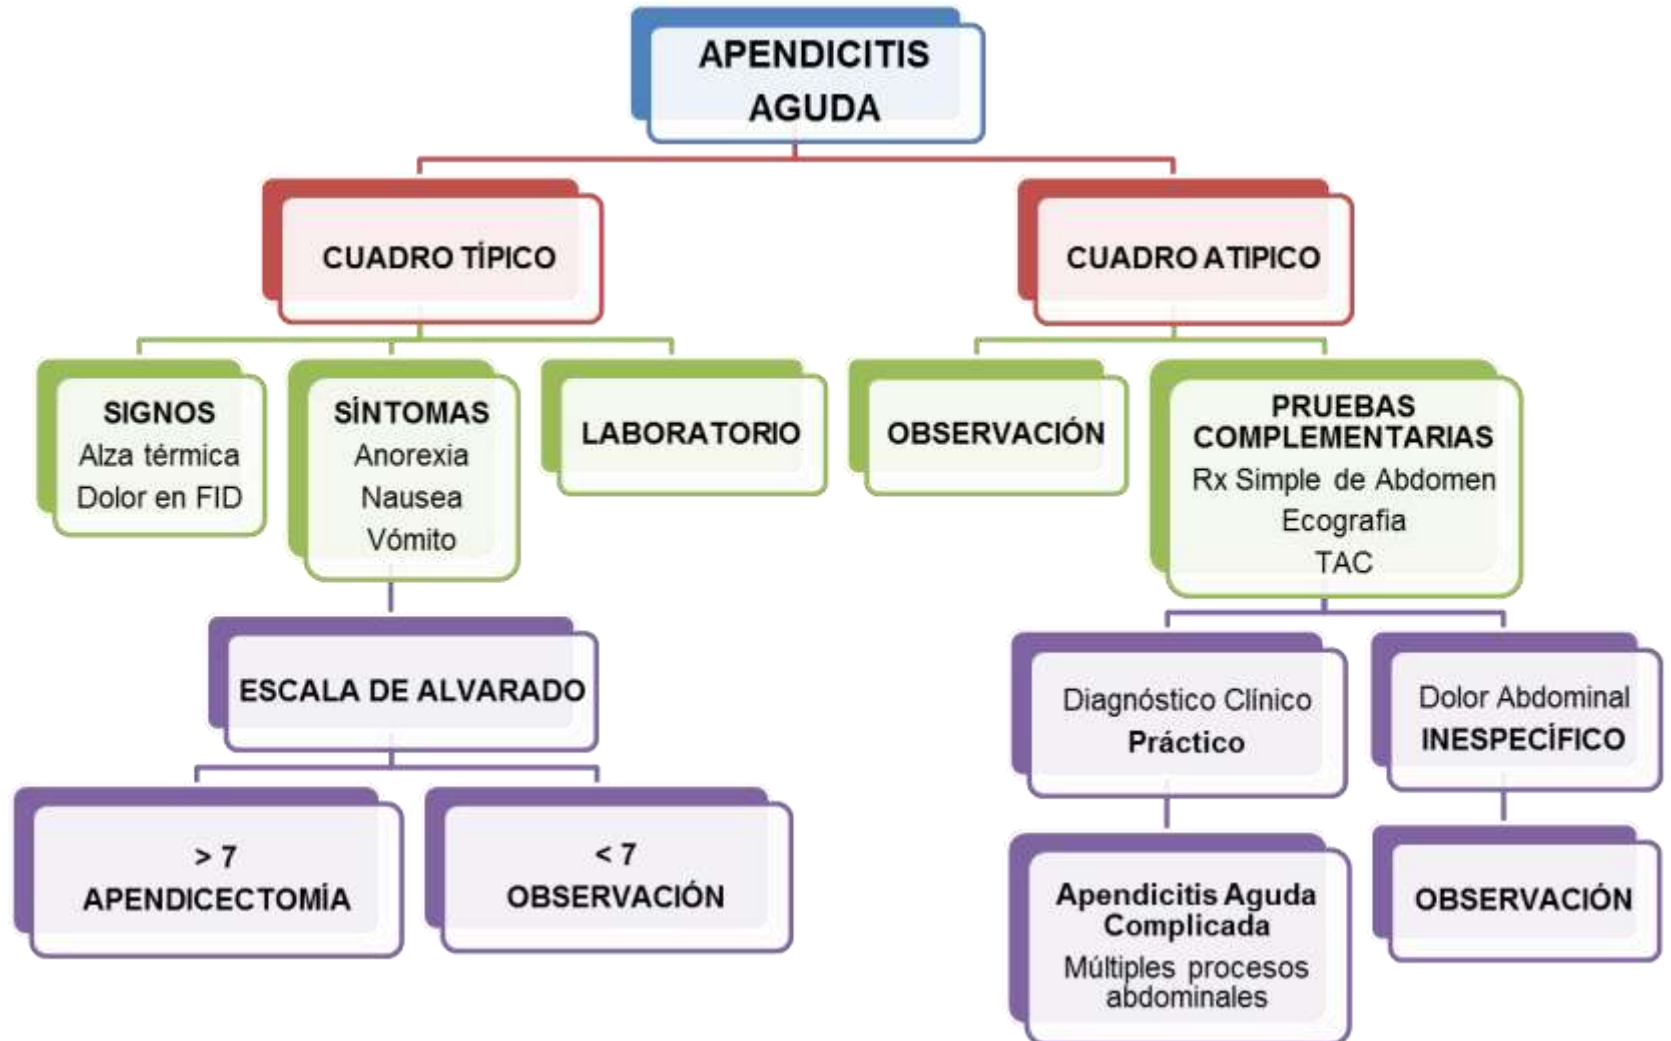 APENDICITIS
AGUDA
CUADRO TÍPICO
CUADRO ATIPICO
SIGNOS
Alza térmica
Dolor en FID
SÍNTOMAS
Anorexia
Nausea
Vómito
LABORATORIO
OBSERVACIÓN
PRUEBAS
COMPLEMENTARIAS
Rx Simple de Abdomen
Ecografia
TAC
ESCALA DE ALVARADO
> 7
APENDICECTOMÍA
< 7
OBSERVACIÓN
Diagnóstico Clínico
Práctico
Dolor Abdominal
INESPECÍFICO
Apendicitis Aguda
Complicada
Múltiples procesos
abdominales
OBSERVACIÓN